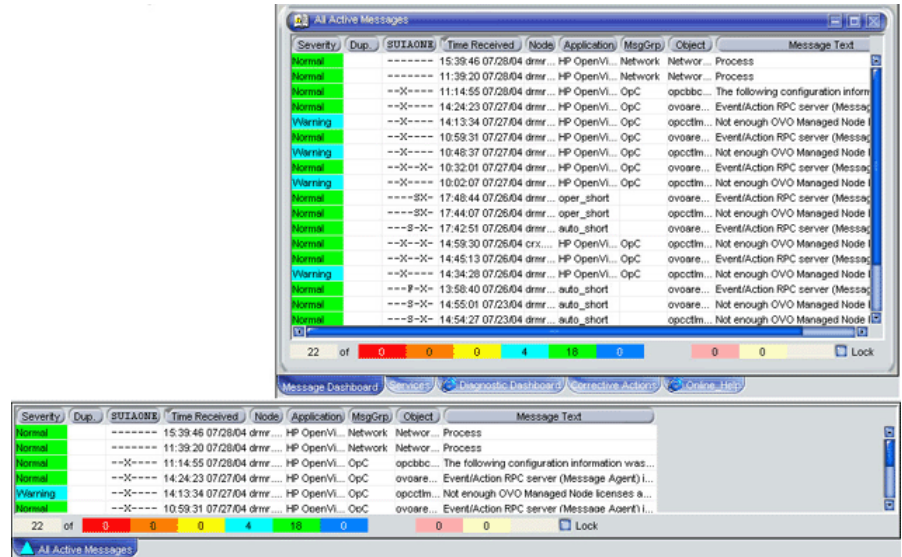 All Active Messages
Severity Dup. SUIAONE Time Received Node Application MsgGrp Object Message Text
Normal ------- 15:39:46 07/28/04 drmr... HP OpenVi... Network Networ... Process
Normal ------- 11:39:20 07/28/04 drmr... HP OpenVi... Network Networ... Process
Normal --X---- 11:14:55 07/28/04 drmr... HP OpenVi... OpC opcbbc... The following configuration inform
Normal --X---- 14:24:23 07/27/04 drmr... HP OpenVi... OpC ovoare... Event/Action RPC server (Messag
Warning --X---- 14:13:34 07/27/04 drmr... HP OpenVi... OpC opcctlm... Not enough OVO Managed Node l
Normal --X---- 10:59:31 07/27/04 drmr... HP OpenVi... OpC ovoare... Event/Action RPC server (Messag
Warning --X---- 10:48:37 07/27/04 drmr... HP OpenVi... OpC opcctlm... Not enough OVO Managed Node l
Normal --X--X- 10:32:01 07/27/04 drmr... HP OpenVi... OpC ovoare... Event/Action RPC server (Messag
Warning --X---- 10:02:07 07/27/04 drmr... HP OpenVi... OpC opcctlm... Not enough OVO Managed Node l
Normal ----SX- 17:48:44 07/26/04 drmr... oper_short ovoare... Event/Action RPC server (Messag
Normal ----SX- 17:44:07 07/26/04 drmr... oper_short opcctlm... Not enough OVO Managed Node l
Normal ---S-X- 17:42:51 07/26/04 drmr... auto_short ovoare... Event/Action RPC server (Messag
Normal --X--X- 14:59:30 07/26/04 crx.... HP OpenVi... OpC opcctlm... Not enough OVO Managed Node l
Normal --X--X- 14:45:13 07/26/04 drmr... HP OpenVi... OpC ovoare... Event/Action RPC server (Messag
Warning --X---- 14:34:28 07/26/04 drmr... HP OpenVi... OpC opcctlm... Not enough OVO Managed Node l
Normal ---F-X- 13:58:40 07/26/04 drmr... auto_short ovoare... Event/Action RPC server (Messag
Normal ---S-X- 14:55:01 07/23/04 drmr... auto_short ovoare... Not enough OVO Managed Node l
Normal ---S-X- 14:54:27 07/23/04 drmr... auto_short opcctlm... Not enough OVO Managed Node l
22 of 0 0 0 4 18 0 0 0 Lock
Message Dashboard Services Diagnostic Dashboard Corrective Actions Online_Help
Severity Dup. SUIAONE Time Received Node Application MsgGrp Object Message Text
Normal ------- 15:39:46 07/28/04 drmr.... HP OpenVi... Network Networ... Process
Normal ------- 11:39:20 07/28/04 drmr.... HP OpenVi... Network Networ... Process
Normal --X---- 11:14:55 07/28/04 drmr.... HP OpenVi... OpC opcbbc... The following configuration information was...
Normal --X---- 14:24:23 07/27/04 drmr.... HP OpenVi... OpC ovoare... Event/Action RPC server (Message Agent) i...
Warning --X---- 14:13:34 07/27/04 drmr.... HP OpenVi... OpC opcctlm... Not enough OVO Managed Node licenses a...
Normal --X---- 10:59:31 07/27/04 drmr.... HP OpenVi... OpC ovoare... Event/Action RPC server (Message Agent) i...
22 of 0 0 0 4 18 0 0 0 Lock
All Active Messages